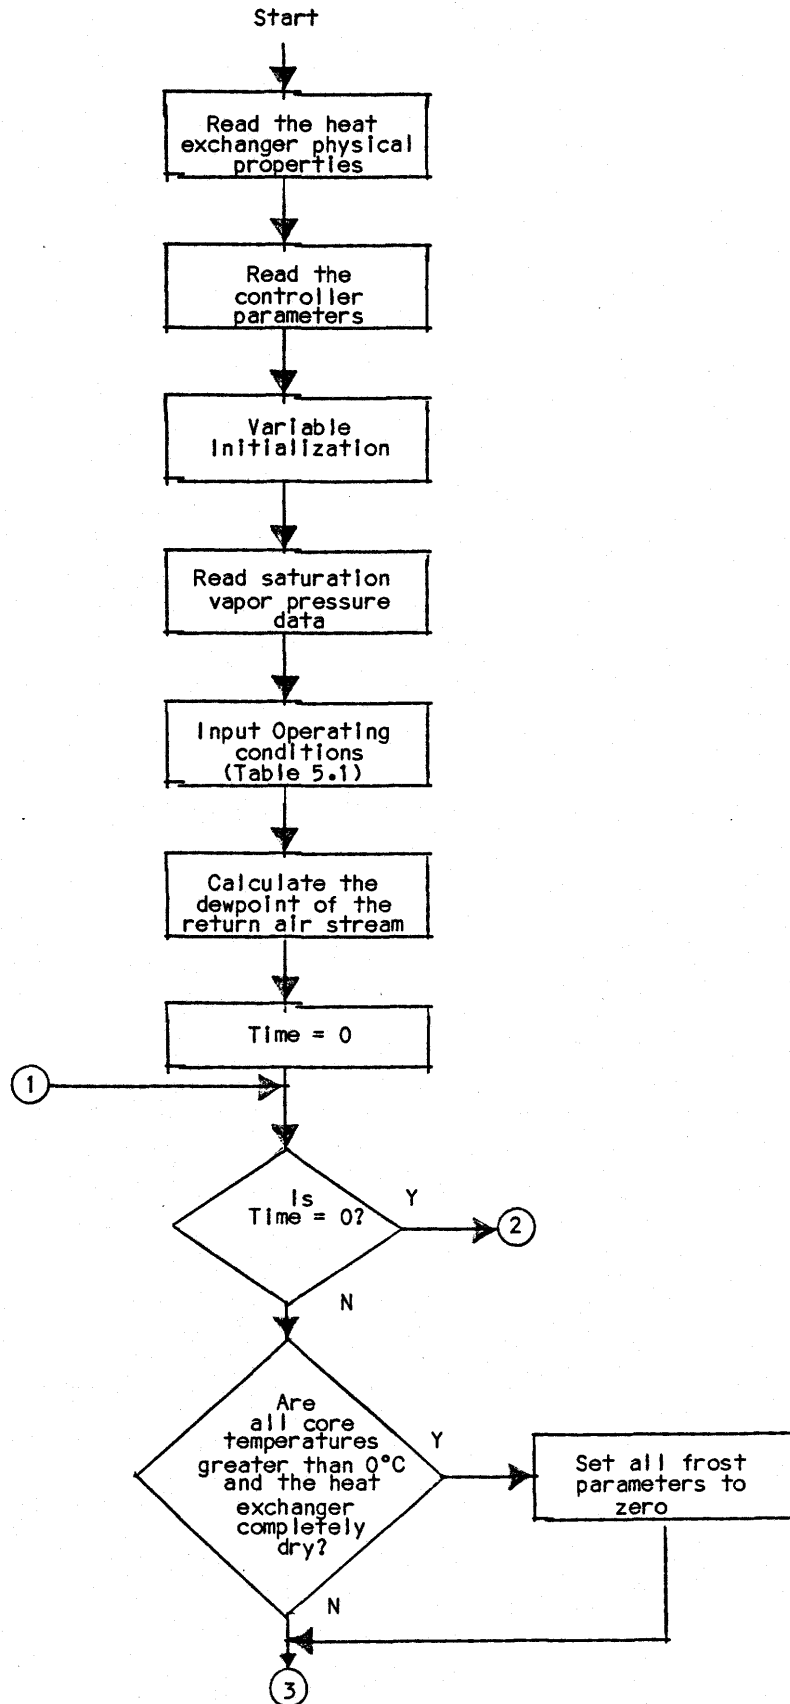 Start
Read the heat
exchanger physical
properties
Read the
controller
parameters
Variable
Initialization
Read saturation
vapor pressure
data
Input Operating
conditions
(Table 5.1)
Calculate the
dewpoint of the
return air stream
Time = 0
1
Is
Time = 0?
Y
2
N
Are
all core
temperatures
greater than 0°C
and the heat
exchanger
completely
dry?
Y
Set all frost
parameters to
zero
N
3